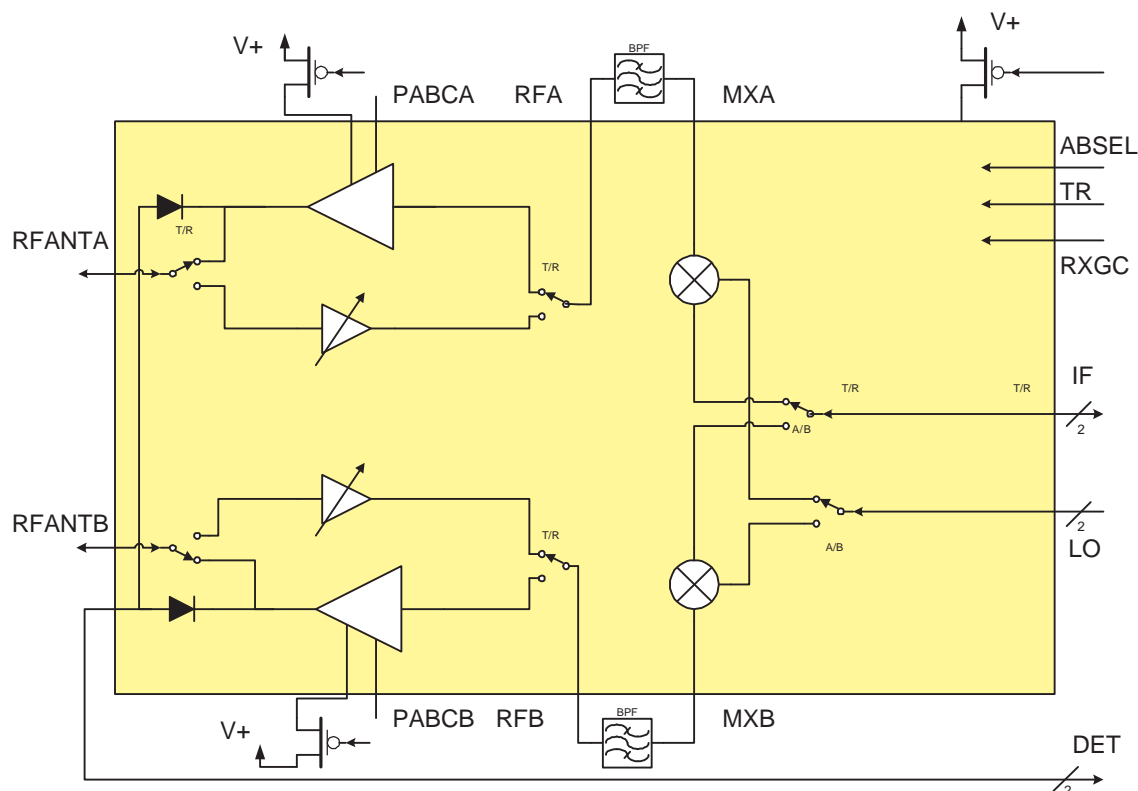 BPF
V+
V+
PABCA RFA MXA
ABSEL
TR
RXGC
T/R
RFANTA
T/R
IF
T/R T/R
2
A/B
RFANTB
T/R
2
LO
A/B
PABCB RFB MXB
BPF
V+
DET
2